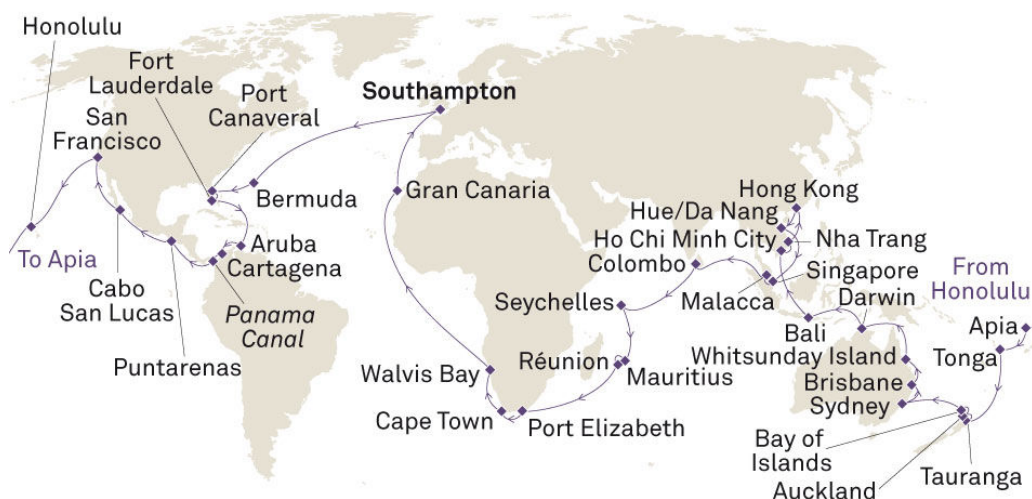 Honolulu
Fort
Lauderdale
Port
Canaveral
San
Francisco
Southampton
Bermuda
Gran Canaria
To Apia
Cabo
San Lucas
Puntarenas
Aruba
Cartagena
Panama
Canal
Hong Kong
Hue/Da Nang
Ho Chi Minh City
Nha Trang
Colombo
Singapore
Malacca
Darwin
From
Honolulu
Seychelles
Bali
Apia
Tonga
Réunion
Mauritius
Whitsunday Island
Brisbane
Sydney
Walvis Bay
Cape Town
Port Elizabeth
Bay of
Islands
Auckland
Tauranga